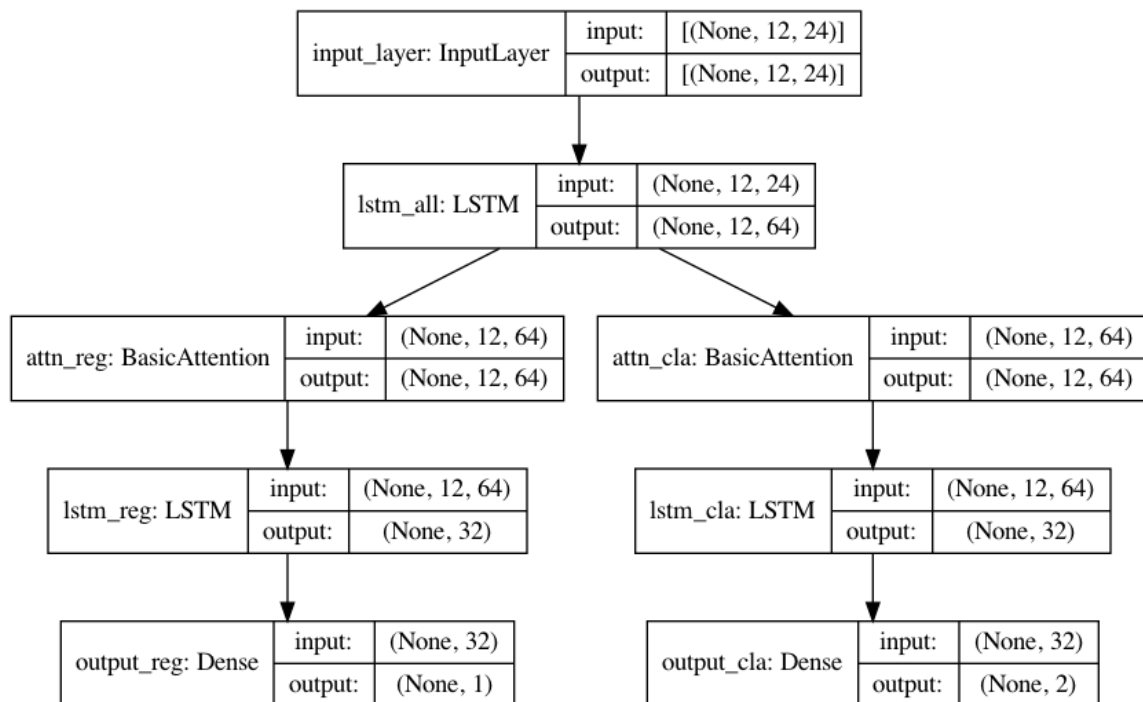 input_layer: InputLayer
input: [(None, 12, 24)]
output: [(None, 12, 24)]
lstm_all: LSTM
input: (None, 12, 24)
output: (None, 12, 64)
attn_reg: BasicAttention
input: (None, 12, 64)
output: (None, 12, 64)
attn_cla: BasicAttention
input: (None, 12, 64)
output: (None, 12, 64)
lstm_reg: LSTM
input: (None, 12, 64)
output: (None, 32)
lstm_cla: LSTM
input: (None, 12, 64)
output: (None, 32)
output_reg: Dense
input: (None, 32)
output: (None, 1)
output_cla: Dense
input: (None, 32)
output: (None, 2)